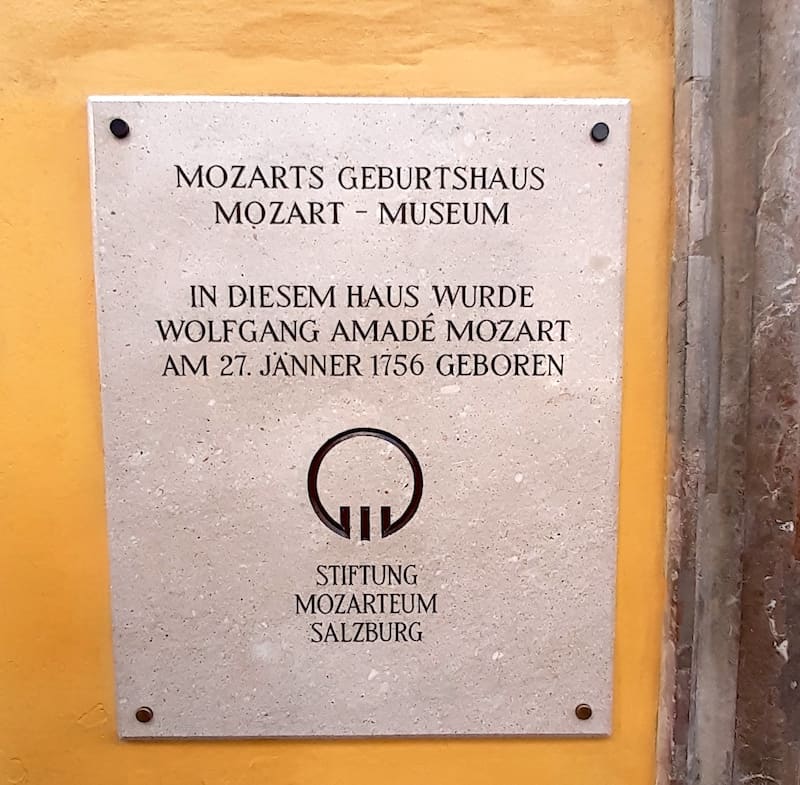 MOZARTS GEBURTSHAUS
MOZART - MUSEUM
IN DIESEM HAUS WURDE
WOLFGANG AMADÉ MOZART
AM 27. JÄNNER 1756 GEBOREN
STIFTUNG
MOZARTEUM
SALZBURG